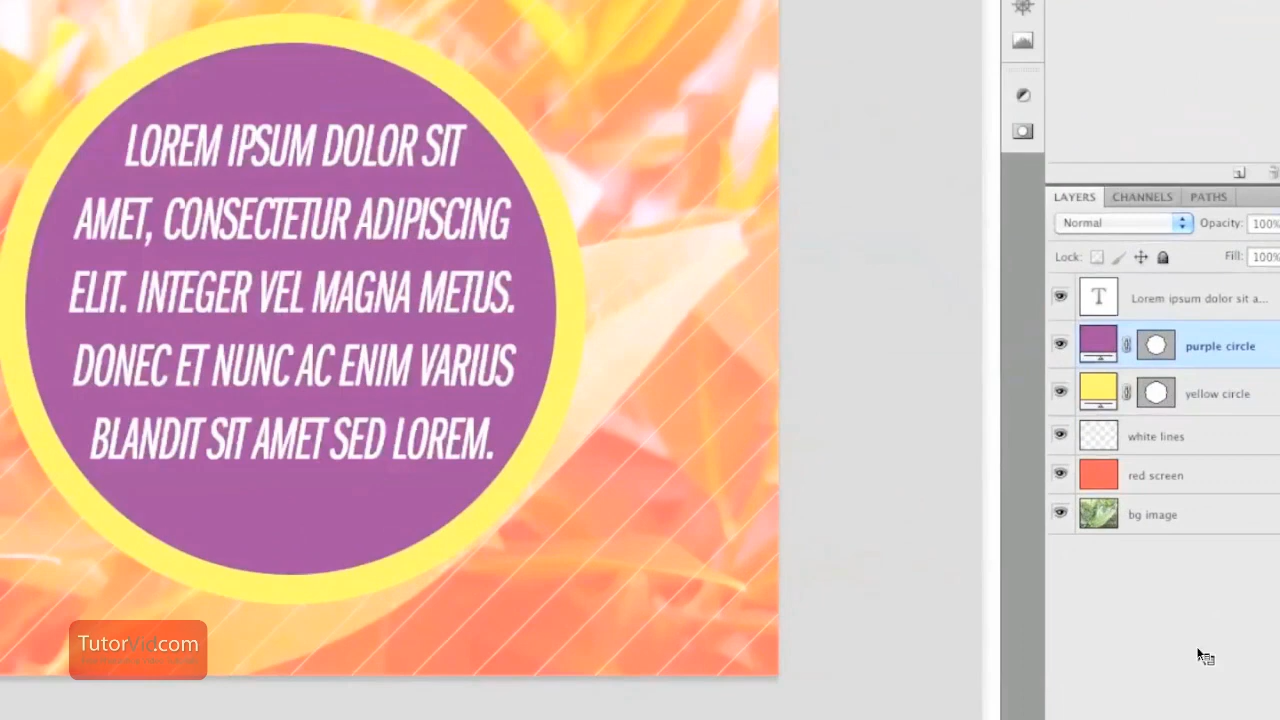 LOREM IPSUM DOLOR SIT
AMET, CONSECTETUR ADIPISCING
ELIT. INTEGER VEL MAGNA METUS.
DONEC ET NUNC AC ENIM VARIUS
BLANDIT SIT AMET SED LOREM.
TutorVid.com
LAYERS CHANNELS PATHS
Normal Opacity: 100%
Lock: Fill: 100%
T Lorem ipsum dolor sit a...
purple circle
yellow circle
white lines
red screen
bg image